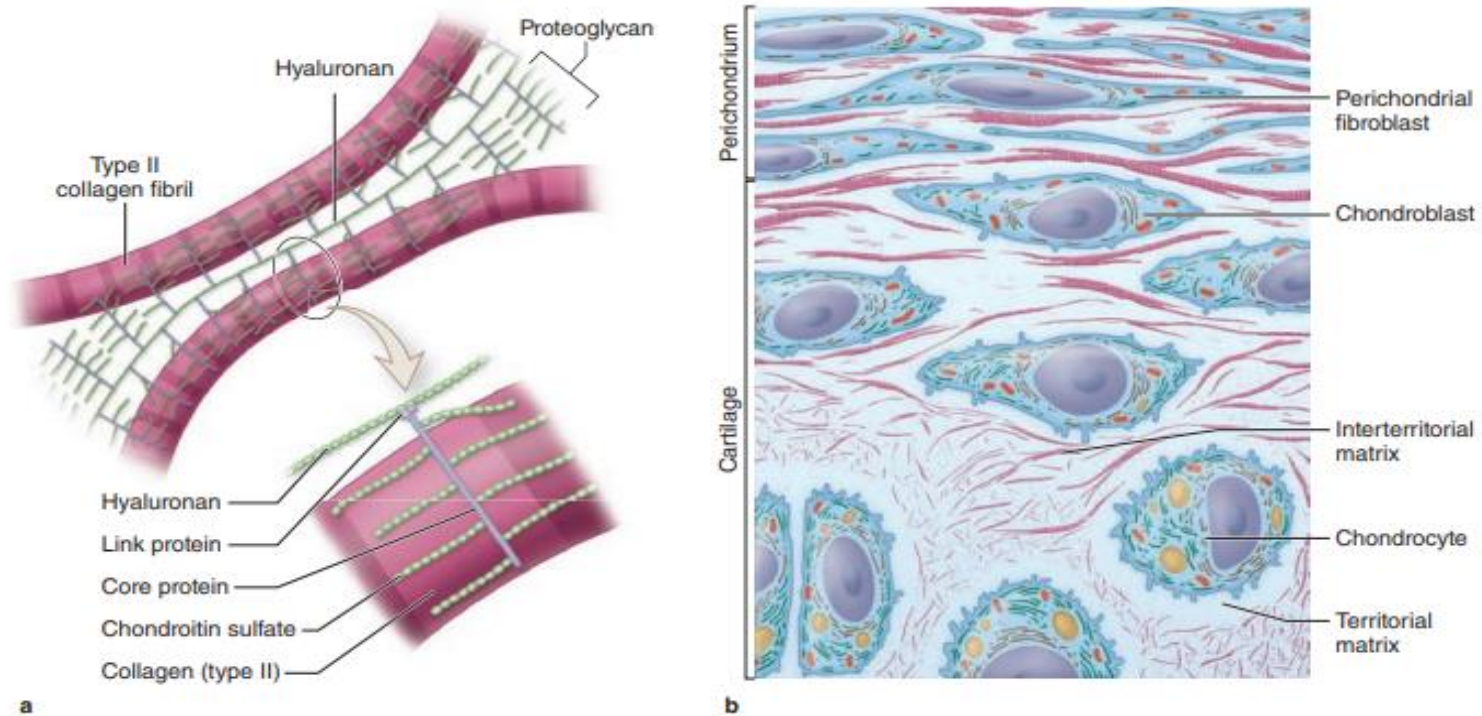 Proteoglycan
Hyaluronan
Type II
collagen fibril
Hyaluronan
Link protein
Core protein
Chondroitin sulfate
Collagen (type II)
a
Perichondrium
Cartilage
Perichondrial
fibroblast
Chondroblast
Interterritorial
matrix
Chondrocyte
Territorial
matrix
b